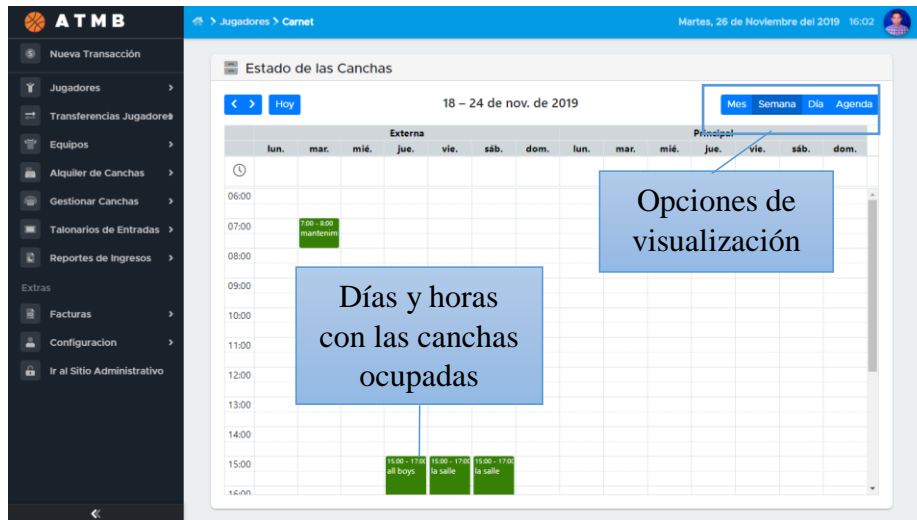 ATMB
Jugadores > Carnet
Martes, 26 de Noviembre del 2019 16:02
Nueva Transacción
Jugadores
Transferencias Jugadores
Equipos
Alquiler de Canchas
Gestionar Canchas
Talonarios de Entradas
Reportes de Ingresos
Extras
Facturas
Configuracion
Ir al Sitio Administrativo
Estado de las Canchas
Hoy
18 – 24 de nov. de 2019
Mes Semana Día Agenda
Externa Principal
lun. mar. mié. jue. vie. sáb. dom. lun. mar. mié. jue. vie. sáb. dom.
06:00
07:00
7:00 - 8:00
mantenim
08:00
09:00
10:00
11:00
12:00
13:00
14:00
15:00
15:00 - 17:00 15:00 - 17:00 15:00 - 17:00
all boys la salle la salle
16:00
Opciones de
visualización
Días y horas
con las canchas
ocupadas